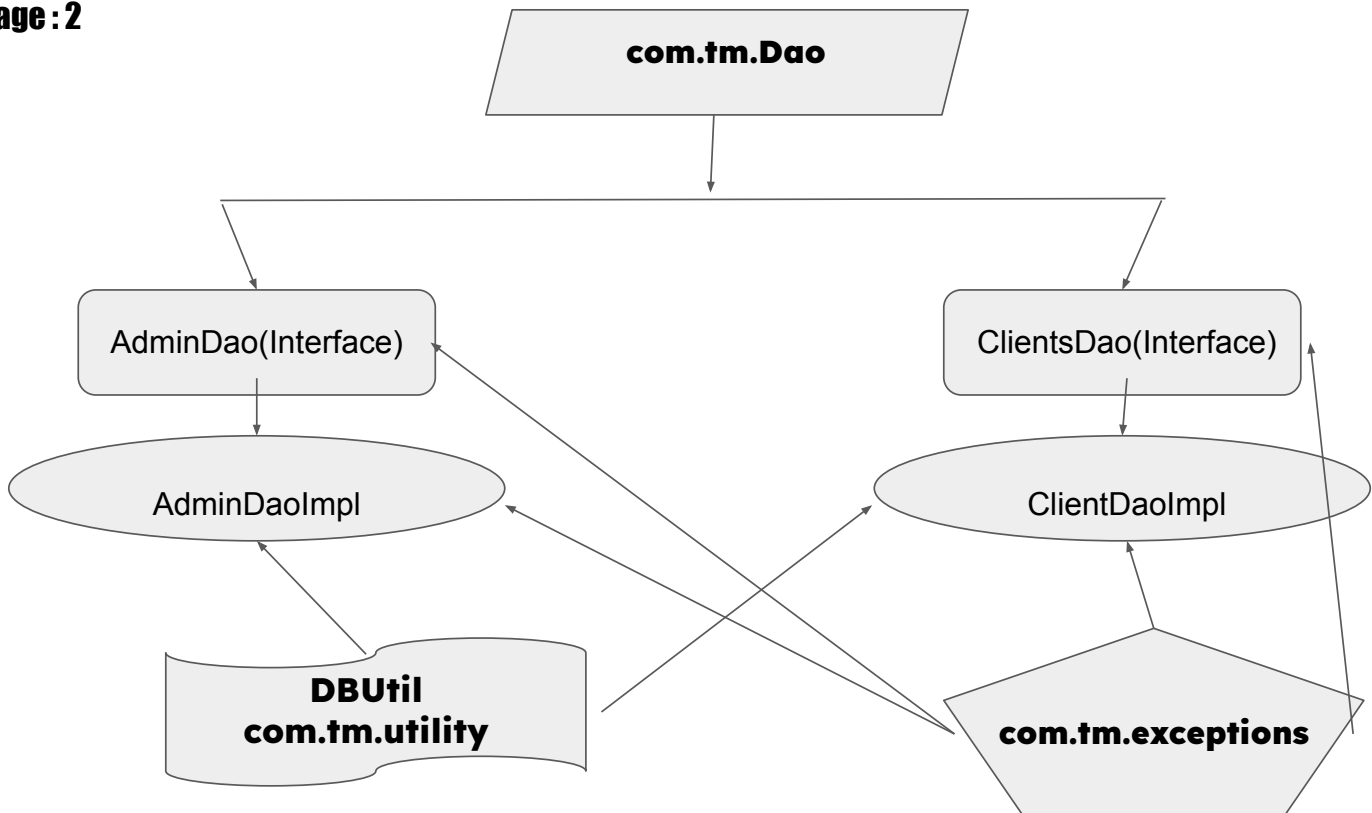 age : 2
com.tm.Dao
AdminDao(Interface)
ClientsDao(Interface)
AdminDaoImpl
ClientDaoImpl
DBUtil
com.tm.utility
com.tm.exceptions